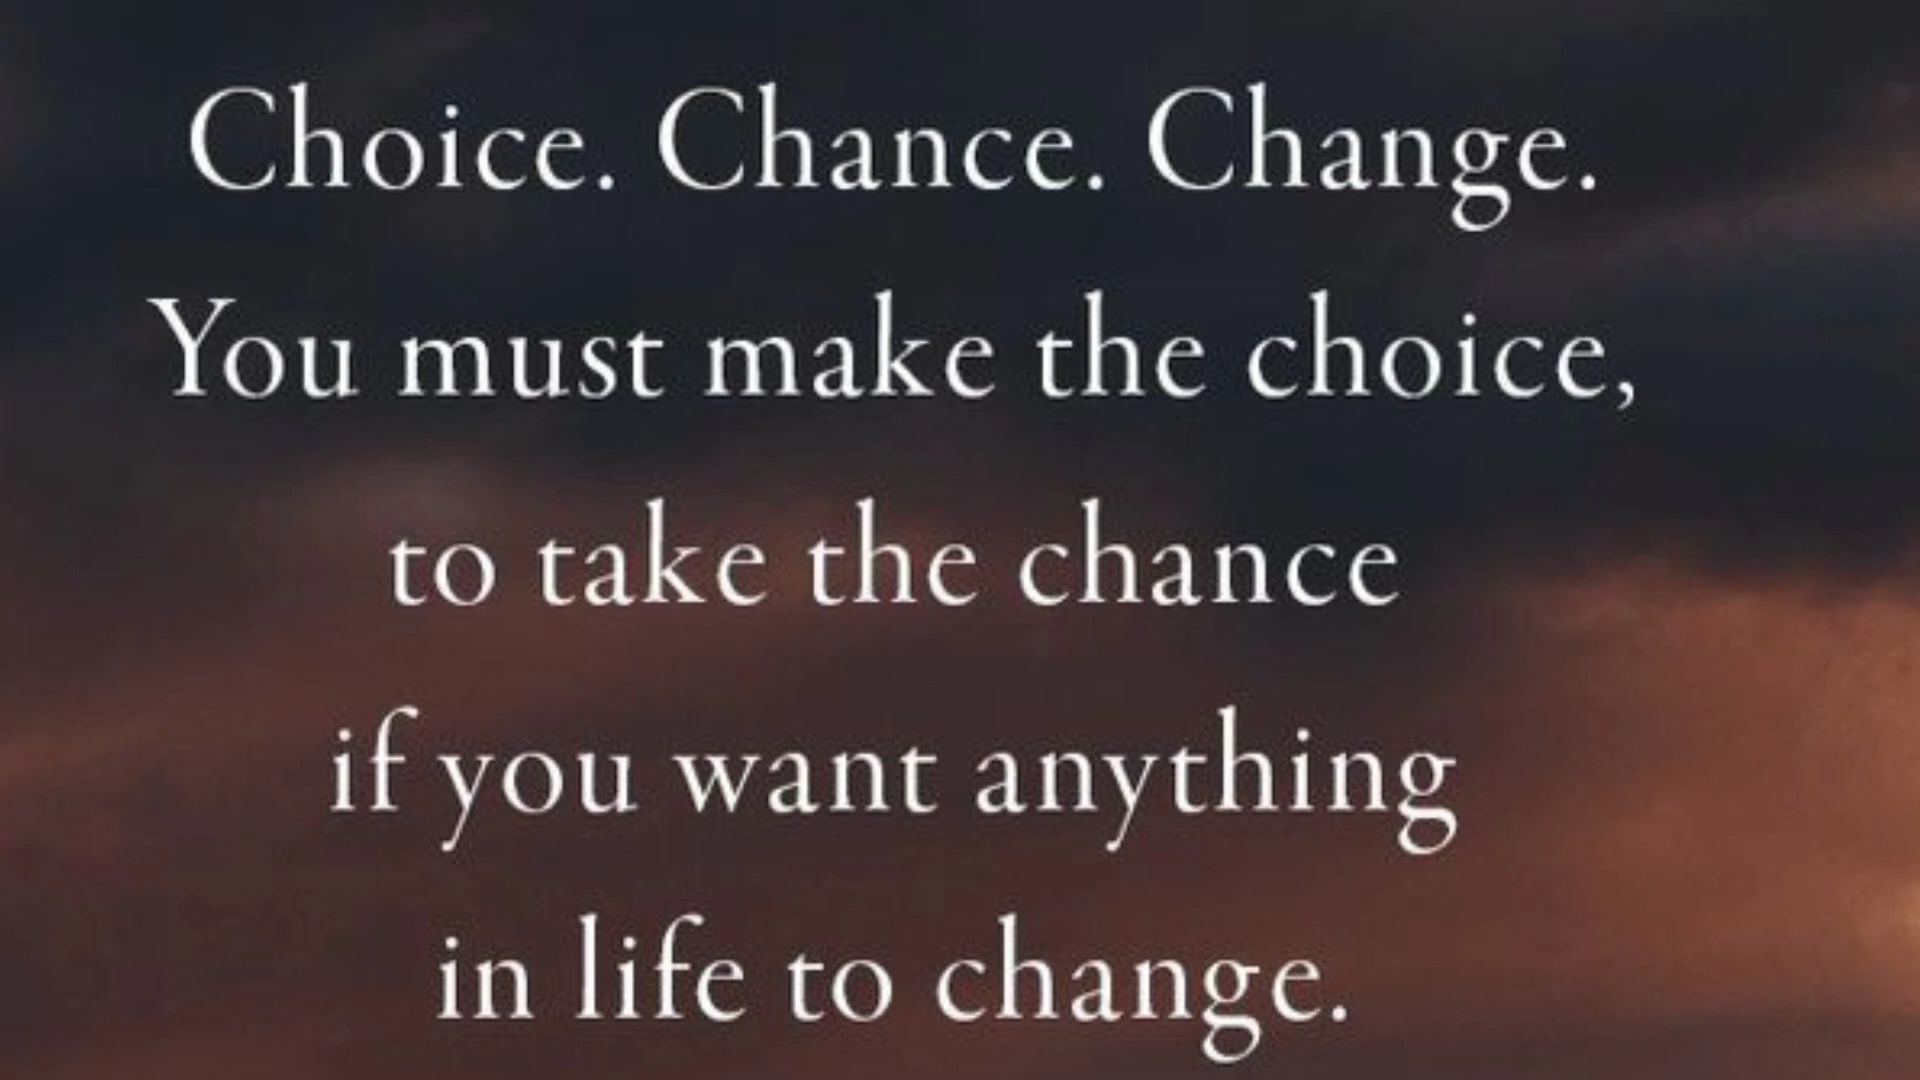 Choice. Chance. Change.
You must make the choice,
to take the chance
if you want anything
in life to change.